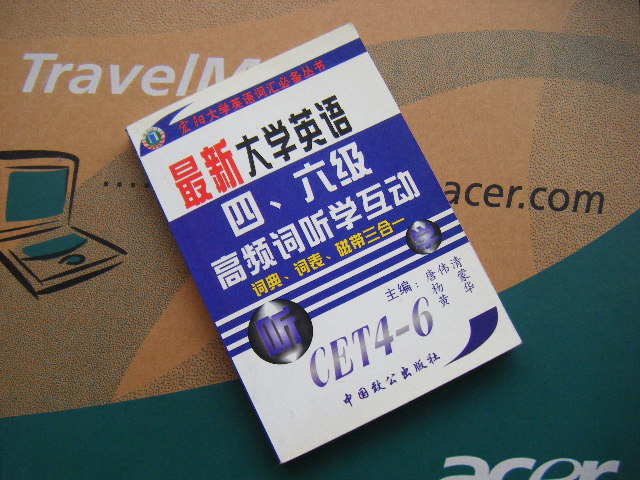 TravelM
.acer.com
宏阳大学英语词汇必备丛书
最新大学英语
四、六级
高频词听学互动
词典、词表、磁带三合一
主编：唐伟清
杨蒙
黄华
听
CET4-6
中国致公出版社
acer